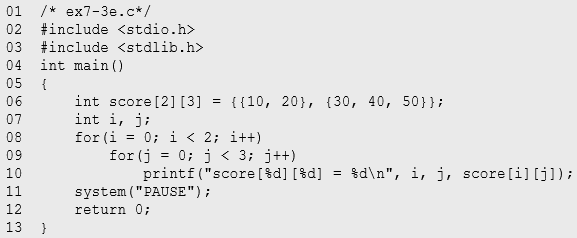 01 /* ex7-3e.c*/
02 #include <stdio.h>
03 #include <stdlib.h>
04 int main()
05 {
06     int score[2][3] = {{10, 20}, {30, 40, 50}};
07     int i, j;
08     for(i = 0; i < 2; i++)
09         for(j = 0; j < 3; j++)
10             printf("score[%d][%d] = %d\n", i, j, score[i][j]);
11     system("PAUSE");
12     return 0;
13 }